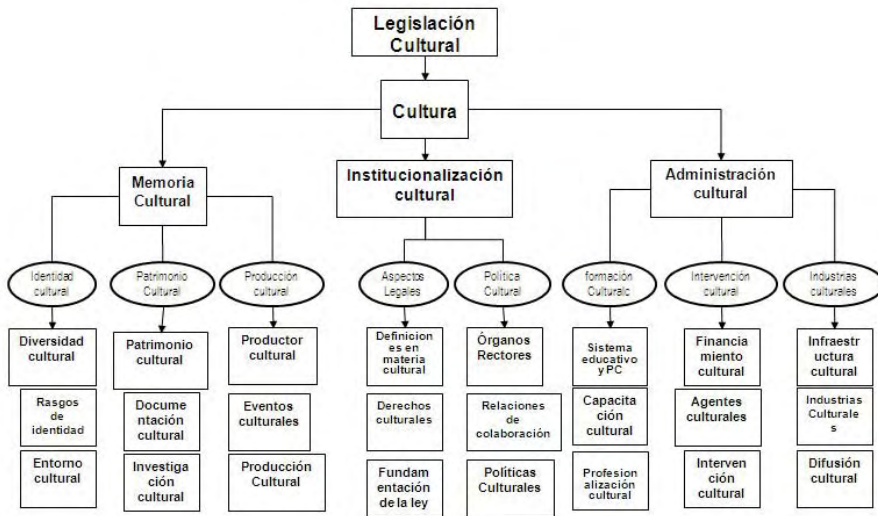 Legislación
Cultural
Cultura
Memoria
Cultural
Institucionalización
cultural
Administración
cultural
Identidad
cultural
Patrimonio
Cultural
Producción
cultural
Aspectos
Legales
Política
Cultural
formación
Culturalc
Intervención
cultural
Industrias
culturales
Diversidad
cultural
Patrimonio
cultural
Productor
cultural
Definicion
es en
materia
cultural
Órganos
Rectores
Sistema
educativo
y PC
Financia
miento
cultural
Infraestr
uctura
cultural
Rasgos
de
identidad
Docume
ntación
cultural
Eventos
culturales
Derechos
culturales
Relaciones
de
colaboración
Capacita
ción
cultural
Agentes
culturales
Industrias
Culturale
s
Entorno
cultural
Investiga
ción
cultural
Producción
Cultural
Fundam
entación
de la ley
Políticas
Culturales
Profesion
alización
cultural
Interven
ción
cultural
Difusión
cultural